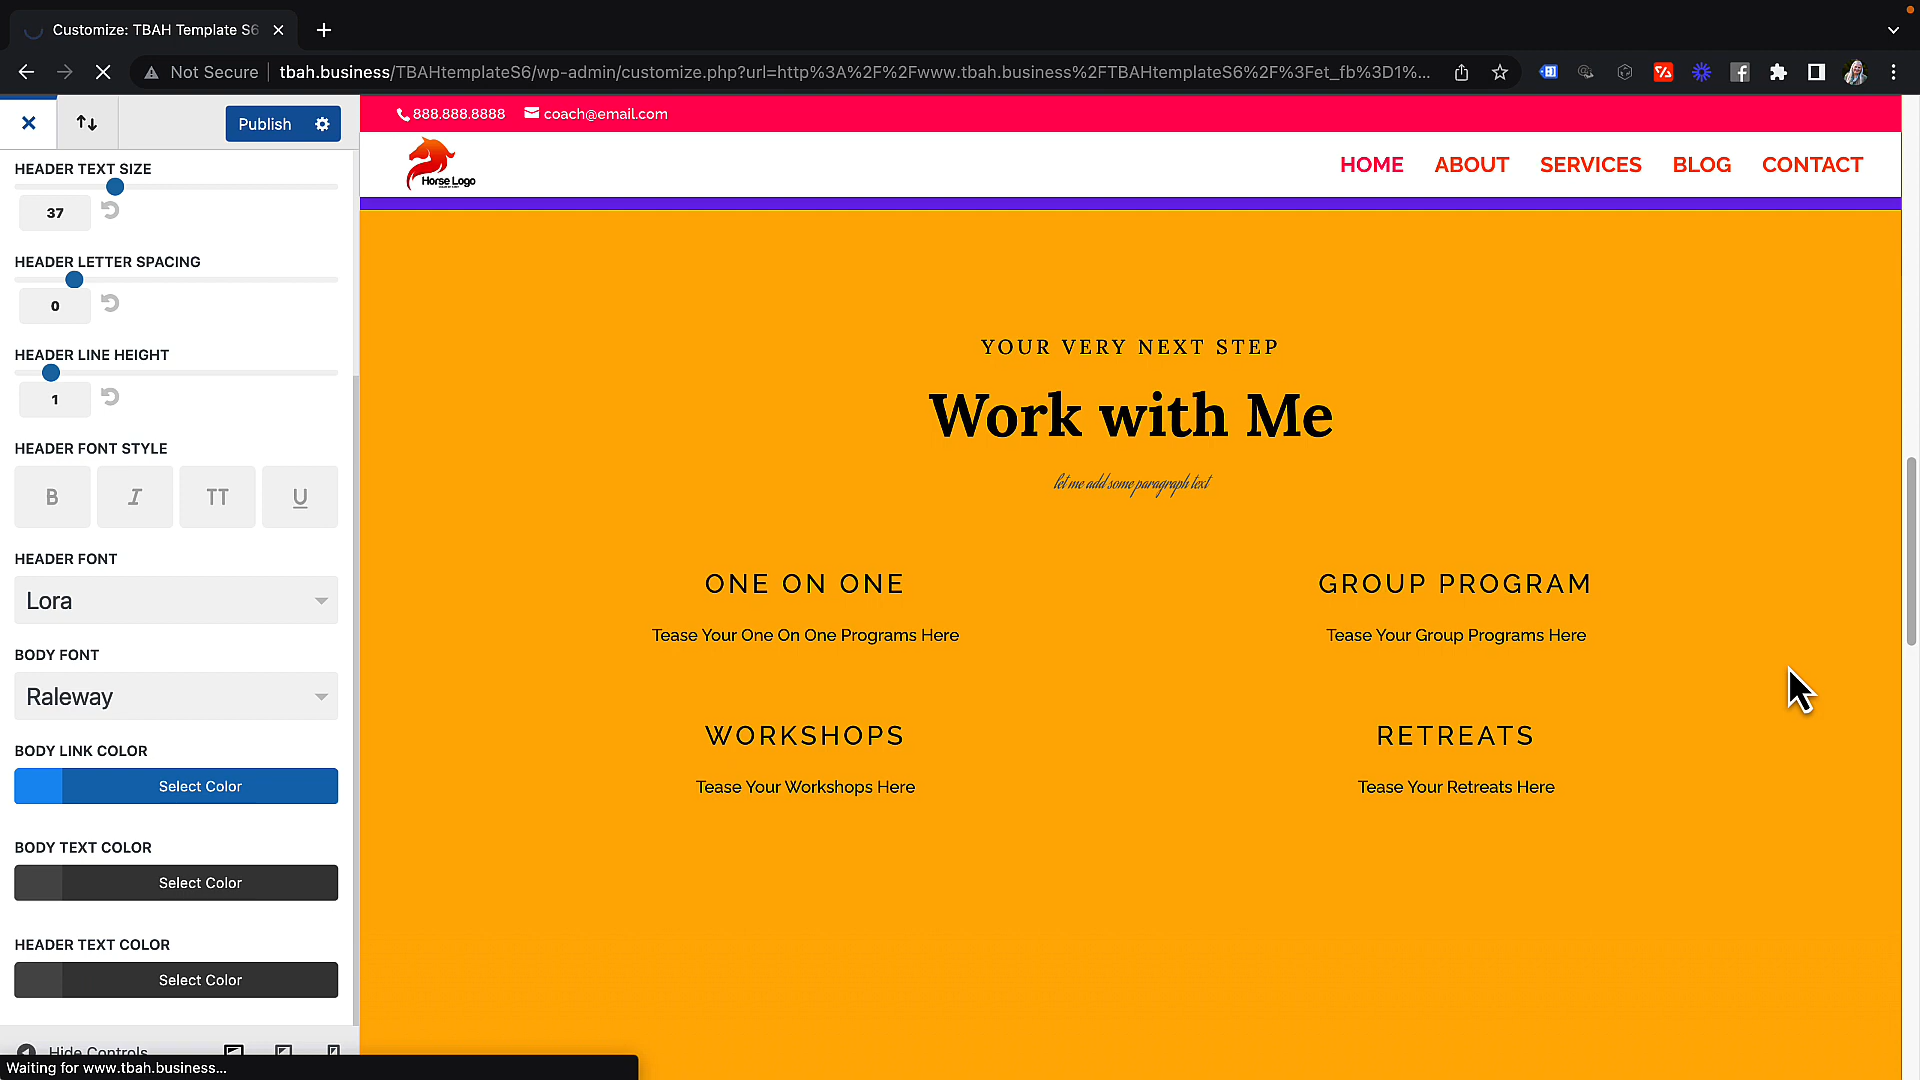 Customize: TBAH Template S6
Not Secure
tbah.business/TBAHtemplateS6/wp-admin/customize.php?url=http%3A%2F%2Fwww.tbah.business%2FTBAHtemplateS6%2F%3Fet_fb%3D1%...
Publish
888.888.8888 coach@email.com
Horse Logo
HOME ABOUT SERVICES BLOG CONTACT
HEADER TEXT SIZE
37
HEADER LETTER SPACING
0
HEADER LINE HEIGHT
1
HEADER FONT STYLE
B I TT U
HEADER FONT
Lora
BODY FONT
Raleway
BODY LINK COLOR
Select Color
BODY TEXT COLOR
Select Color
HEADER TEXT COLOR
Select Color
Hide Controls
Waiting for www.tbah.business...
YOUR VERY NEXT STEP
Work with Me
let me add some paragraph text
ONE ON ONE
Tease Your One On One Programs Here
GROUP PROGRAM
Tease Your Group Programs Here
WORKSHOPS
Tease Your Workshops Here
RETREATS
Tease Your Retreats Here